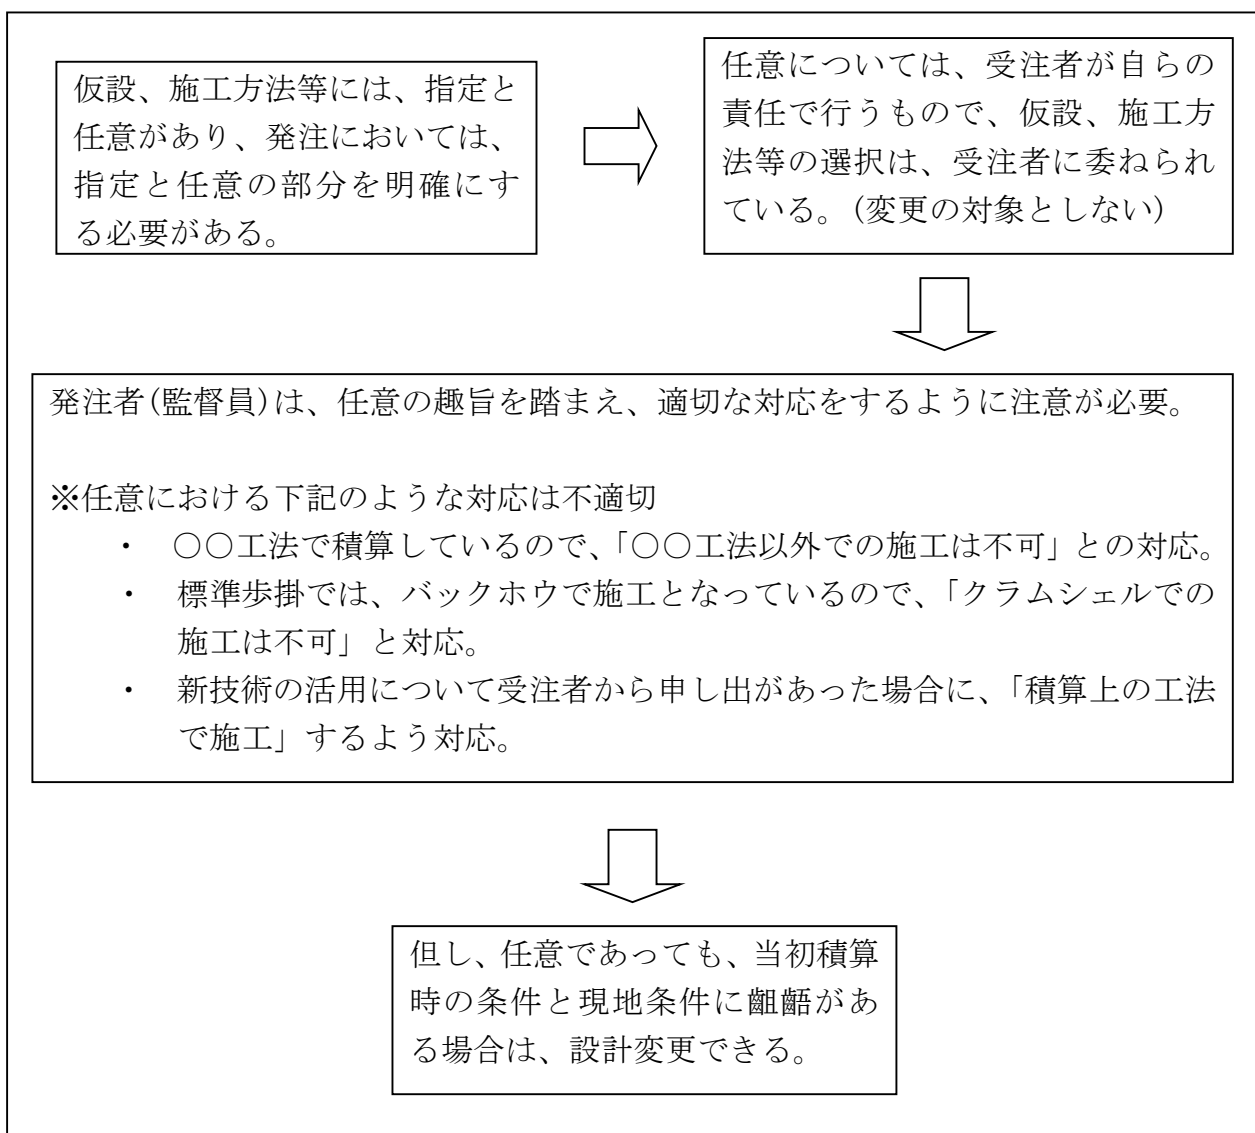 仮設、施工方法等には、指定と
任意があり、発注においては、
指定と任意の部分を明確にす
る必要がある。
任意については、受注者が自らの
責任で行うもので、仮設、施工方
法等の選択は、受注者に委ねられ
ている。(変更の対象としない)
発注者(監督員)は、任意の趣旨を踏まえ、適切な対応をするように注意が必要。
※任意における下記のような対応は不適切
・ ○○工法で積算しているので、「○○工法以外での施工は不可」との対応。
・ 標準歩掛では、バックホウで施工となっているので、「クラムシェルでの
施工は不可」と対応。
・ 新技術の活用について受注者から申し出があった場合に、「積算上の工法
で施工」するよう対応。
但し、任意であっても、当初積算
時の条件と現地条件に齟齬があ
る場合は、設計変更できる。